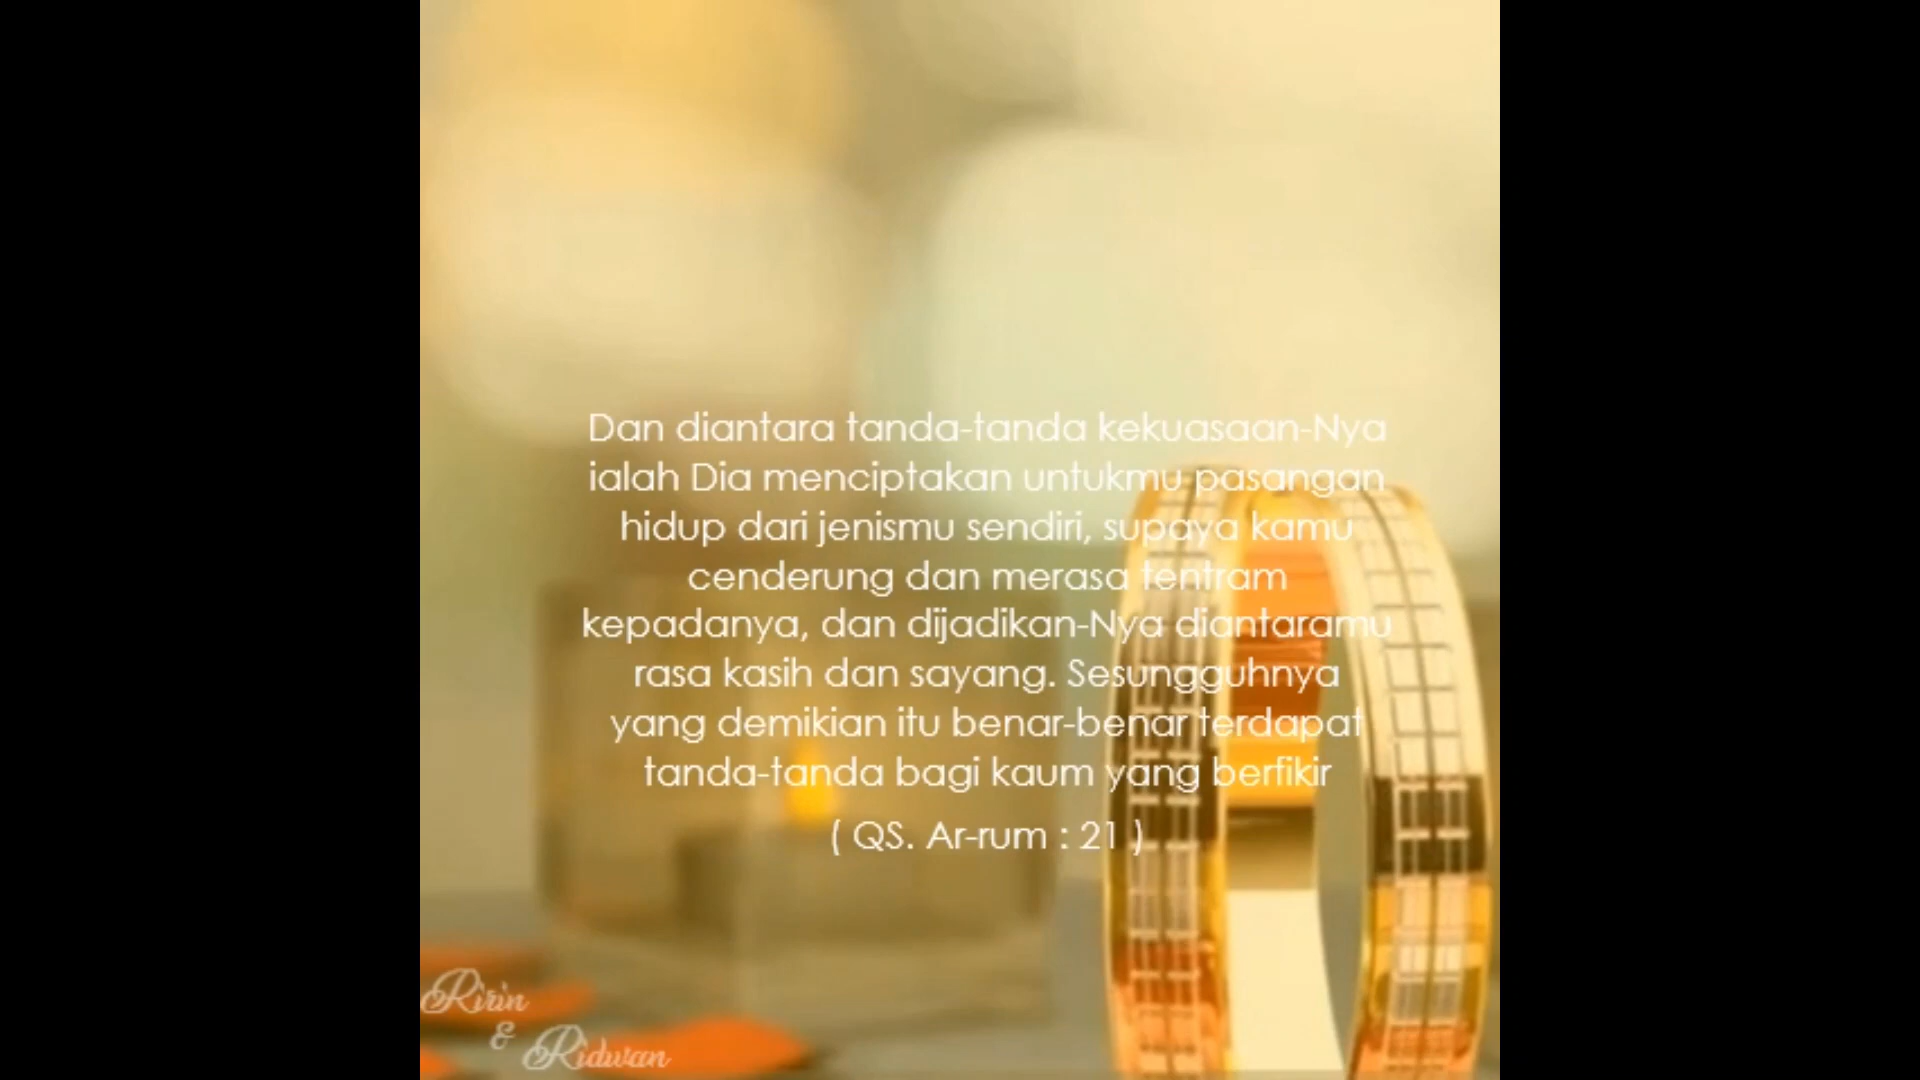 Dan diantara tanda-tanda kekuasaan-Nya
ialah Dia menciptakan untukmu pasangan
hidup dari jenismu sendiri, supaya kamu
cenderung dan merasa tentram
kepadanya, dan dijadikan-Nya diantaramu
rasa kasih dan sayang. Sesungguhnya
yang demikian itu benar-benar terdapat
tanda-tanda bagi kaum yang berfikir
( QS. Ar-rum : 21 )
Ririn
&
Ridwan